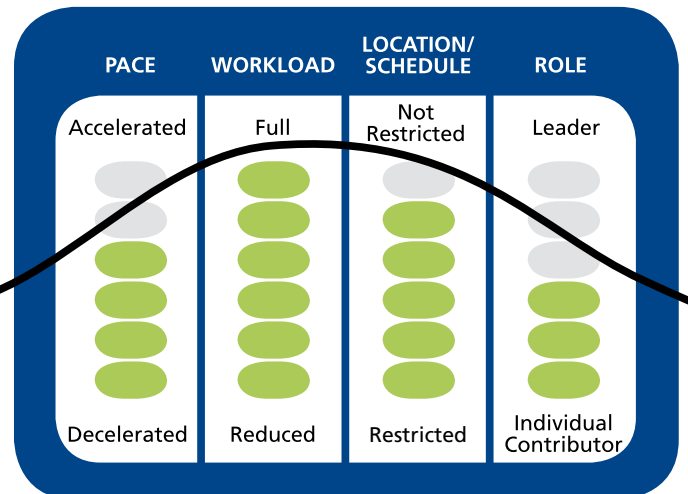 PACE
WORKLOAD
LOCATION/
SCHEDULE
ROLE
Accelerated
Full
Not
Restricted
Leader
Decelerated
Reduced
Restricted
Individual
Contributor